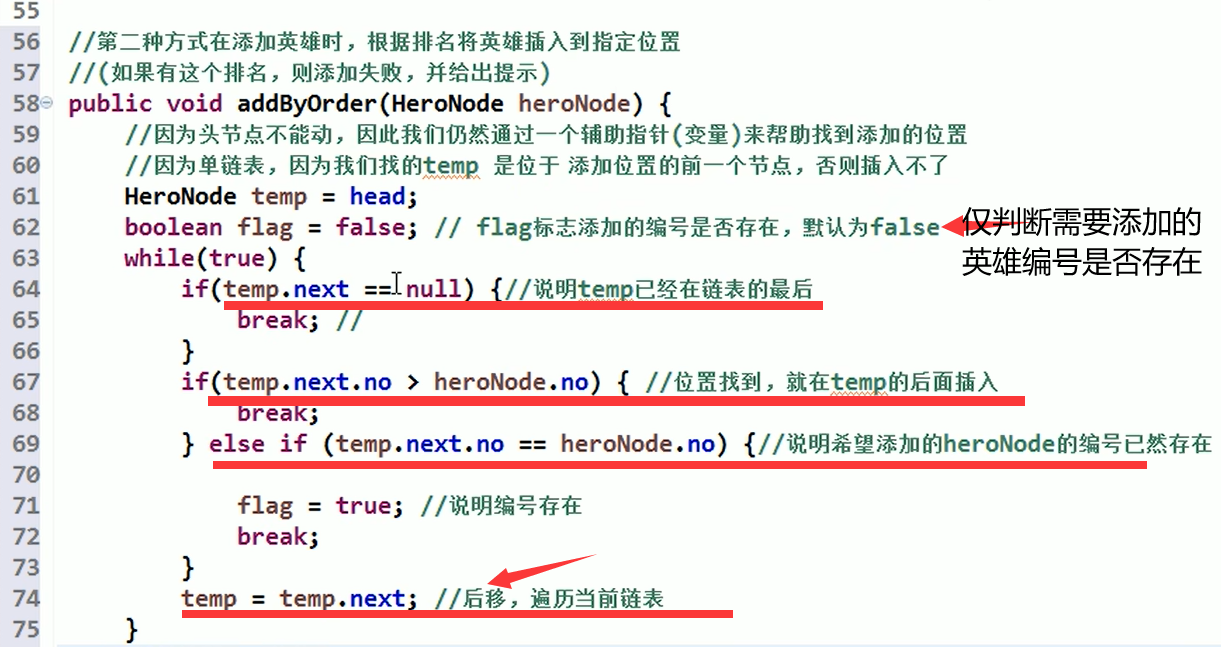 55
56 //第二种方式在添加英雄时，根据排名将英雄插入到指定位置
57 //(如果有这个排名，则添加失败，并给出提示)
58 public void addByOrder(HeroNode heroNode) {
59 //因为头节点不能动，因此我们仍然通过一个辅助指针(变量)来帮助找到添加的位置
60 //因为单链表，因为我们找的temp 是位于 添加位置的前一个节点，否则插入不了
61 HeroNode temp = head;
62 boolean flag = false; // flag标志添加的编号是否存在，默认为false
仅判断需要添加的
英雄编号是否存在
63 while(true) {
64 if(temp.next == null) {//说明temp已经在链表的最后
65 break; //
66 }
67 if(temp.next.no > heroNode.no) { //位置找到，就在temp的后面插入
68 break;
69 } else if (temp.next.no == heroNode.no) {//说明希望添加的heroNode的编号已然存在
70
71 flag = true; //说明编号存在
72 break;
73 }
74 temp = temp.next; //后移，遍历当前链表
75 }